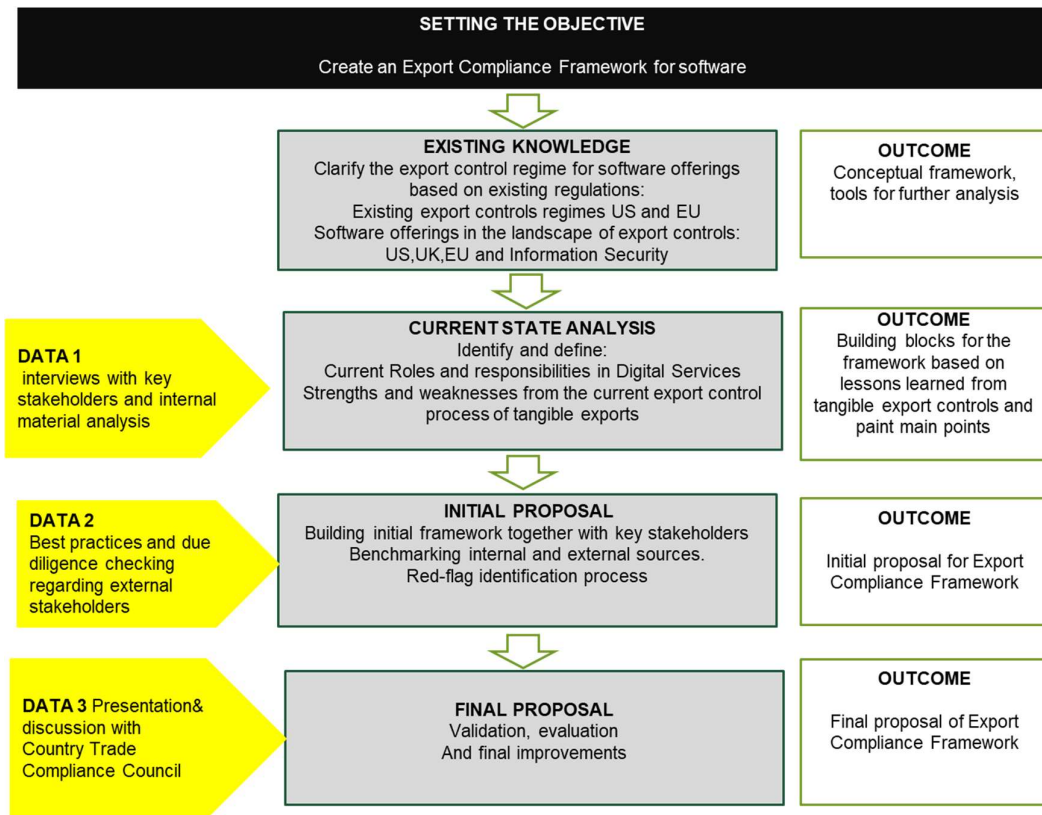 SETTING THE OBJECTIVE
Create an Export Compliance Framework for software
EXISTING KNOWLEDGE
Clarify the export control regime for software offerings
based on existing regulations:
Existing export controls regimes US and EU
Software offerings in the landscape of export controls:
US,UK,EU and Information Security
OUTCOME
Conceptual framework,
tools for further analysis
DATA 1
interviews with key
stakeholders and internal
material analysis
CURRENT STATE ANALYSIS
Identify and define:
Current Roles and responsibilities in Digital Services
Strengths and weaknesses from the current export control
process of tangible exports
OUTCOME
Building blocks for the
framework based on
lessons learned from
tangible export controls and
paint main points
DATA 2
Best practices and due
diligence checking
regarding external
stakeholders
INITIAL PROPOSAL
Building initial framework together with key stakeholders
Benchmarking internal and external sources.
Red-flag identification process
OUTCOME
Initial proposal for Export
Compliance Framework
DATA 3 Presentation&
discussion with
Country Trade
Compliance Council
FINAL PROPOSAL
Validation, evaluation
And final improvements
OUTCOME
Final proposal of Export
Compliance Framework